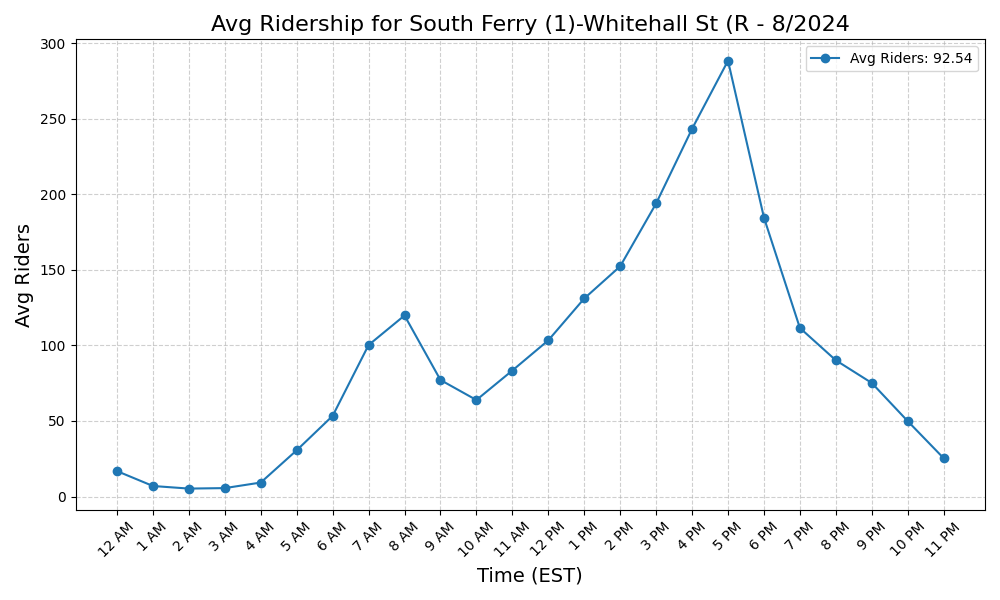 Avg Ridership for South Ferry (1)-Whitehall St (R - 8/2024
Avg Riders: 92.54
Avg Riders
300
250
200
150
100
50
0
12 AM
1 AM
2 AM
3 AM
4 AM
5 AM
6 AM
7 AM
8 AM
9 AM
10 AM
11 AM
12 PM
1 PM
2 PM
3 PM
4 PM
5 PM
6 PM
7 PM
8 PM
9 PM
10 PM
11 PM
Time (EST)